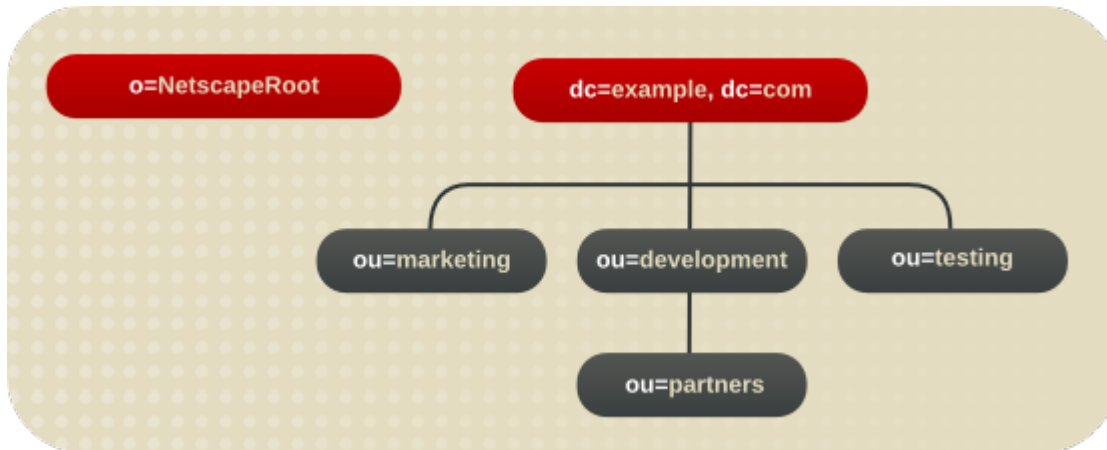 o=NetscapeRoot
dc=example, dc=com
ou=marketing
ou=development
ou=testing
ou=partners